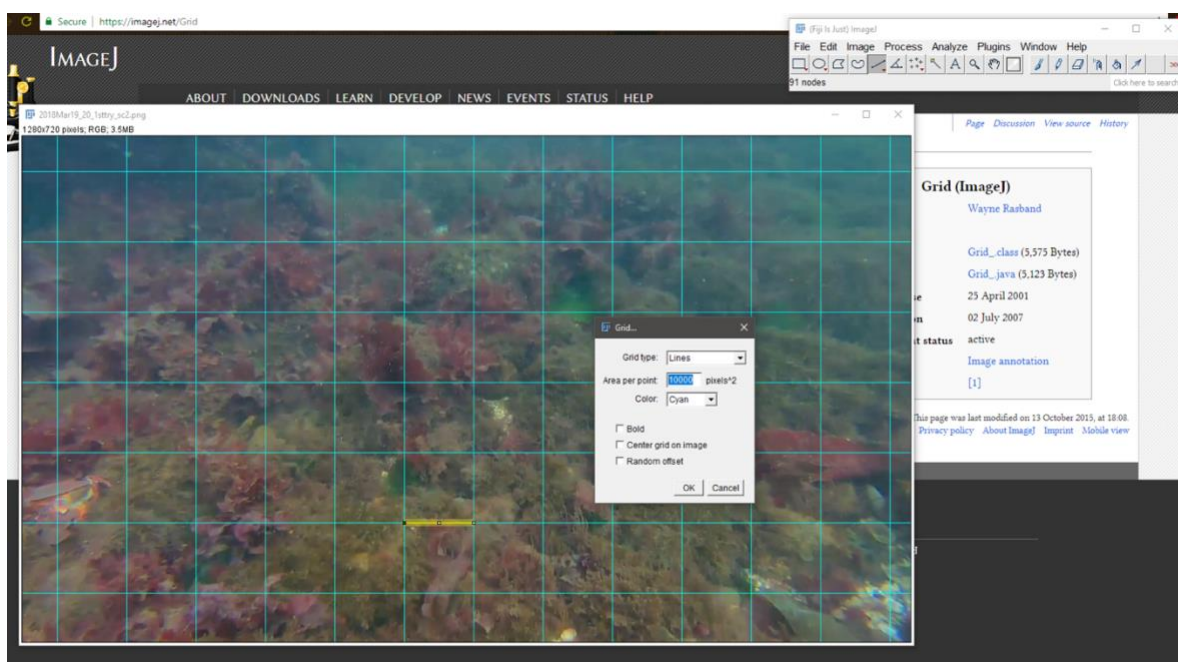 Secure | https://imagej.net/Grid
IMAGEJ
ABOUT DOWNLOADS LEARN DEVELOP NEWS EVENTS STATUS HELP
(Fiji Is Just) ImageJ
File Edit Image Process Analyze Plugins Window Help
91 nodes
Click here to search
2018Mar19_20_1sttry_sc2.png
1280x720 pixels; RGB; 3.5MB
Page Discussion View source History
Grid (ImageJ)
Wayne Rasband
Grid_.class (5,575 Bytes)
Grid_.java (5,123 Bytes)
25 April 2001
02 July 2007
status active
Image annotation
[1]
This page was last modified on 13 October 2015, at 18:08.
Privacy policy About ImageJ Imprint Mobile view
Grid...
Grid type: Lines
Area per point: 10000 pixels^2
Color: Cyan
Bold
Center grid on image
Random offset
OK Cancel